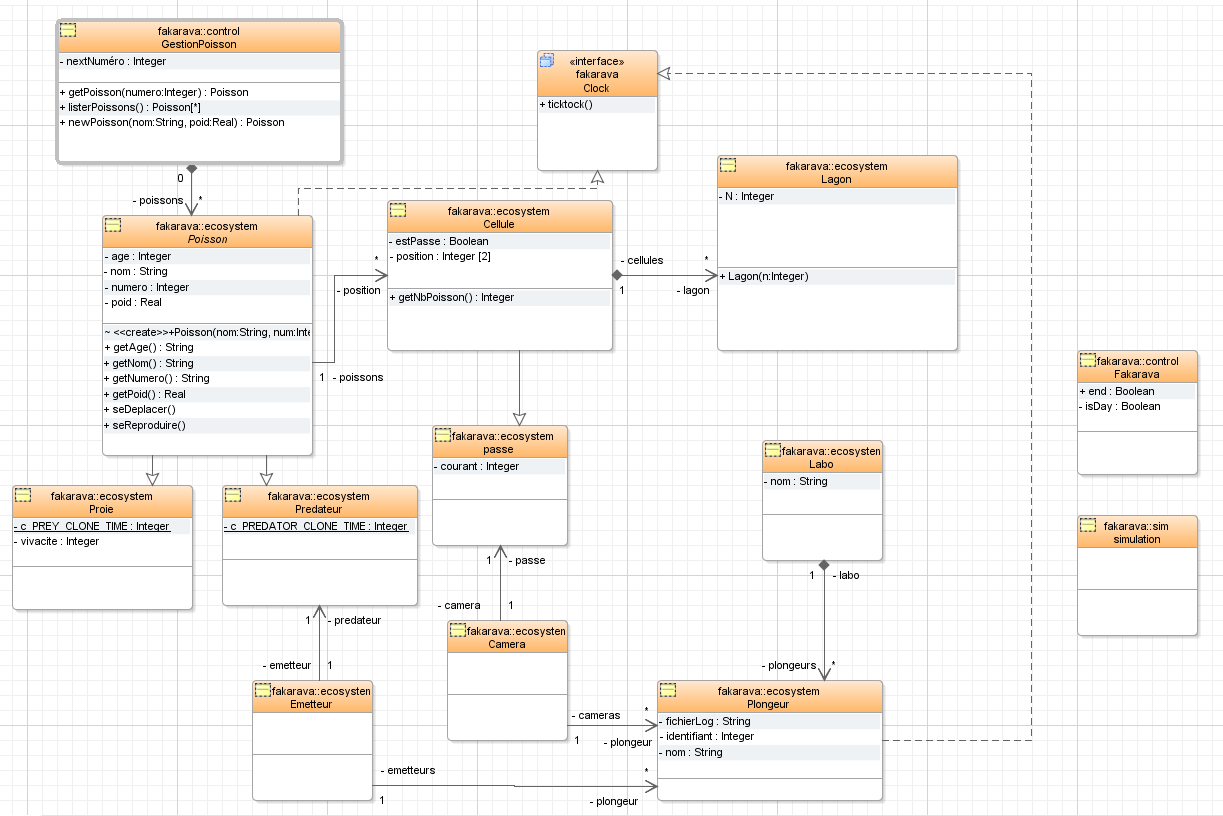 fakarava::control
GestionPoisson
- nextNuméro : Integer
+ getPoisson(numero:Integer) : Poisson
+ listerPoissons() : Poisson[*]
+ newPoisson(nom:String, poid:Real) : Poisson
0
- poissons
*
«interface»
fakarava
Clock
+ ticktock()
fakarava::ecosystem
Lagon
- N : Integer
+ Lagon(n:Integer)
fakarava::ecosystem
Poisson
- age : Integer
- nom : String
- numero : Integer
- poid : Real
~ <<create>>+Poisson(nom:String, num:Inte
+ getAge() : String
+ getNom() : String
+ getNumero() : String
+ getPoid() : Real
+ seDeplacer()
+ seReproduire()
*
- position
1 - poissons
fakarava::ecosystem
Cellule
- estPasse : Boolean
- position : Integer [2]
+ getNbPoisson() : Integer
- cellules
*
1
- lagon
fakarava::control
Fakarava
+ end : Boolean
- isDay : Boolean
fakarava::ecosystem
passe
- courant : Integer
fakarava::ecosysten
Labo
- nom : String
fakarava::ecosystem
Proie
- c_PREY_CLONE_TIME : Integer
- vivacite : Integer
fakarava::ecosystem
Predateur
- c_PREDATOR_CLONE_TIME : Integer
fakarava::sim
simulation
1
- passe
1
- labo
- camera
1
1
- predateur
fakarava::ecosysten
Camera
- emetteur
1
- plongeurs
*
fakarava::ecosysten
Emetteur
fakarava::ecosystem
Plongeur
- fichierLog : String
- identifiant : Integer
- nom : String
- cameras
*
1
- plongeur
- emetteurs
*
1
- plongeur